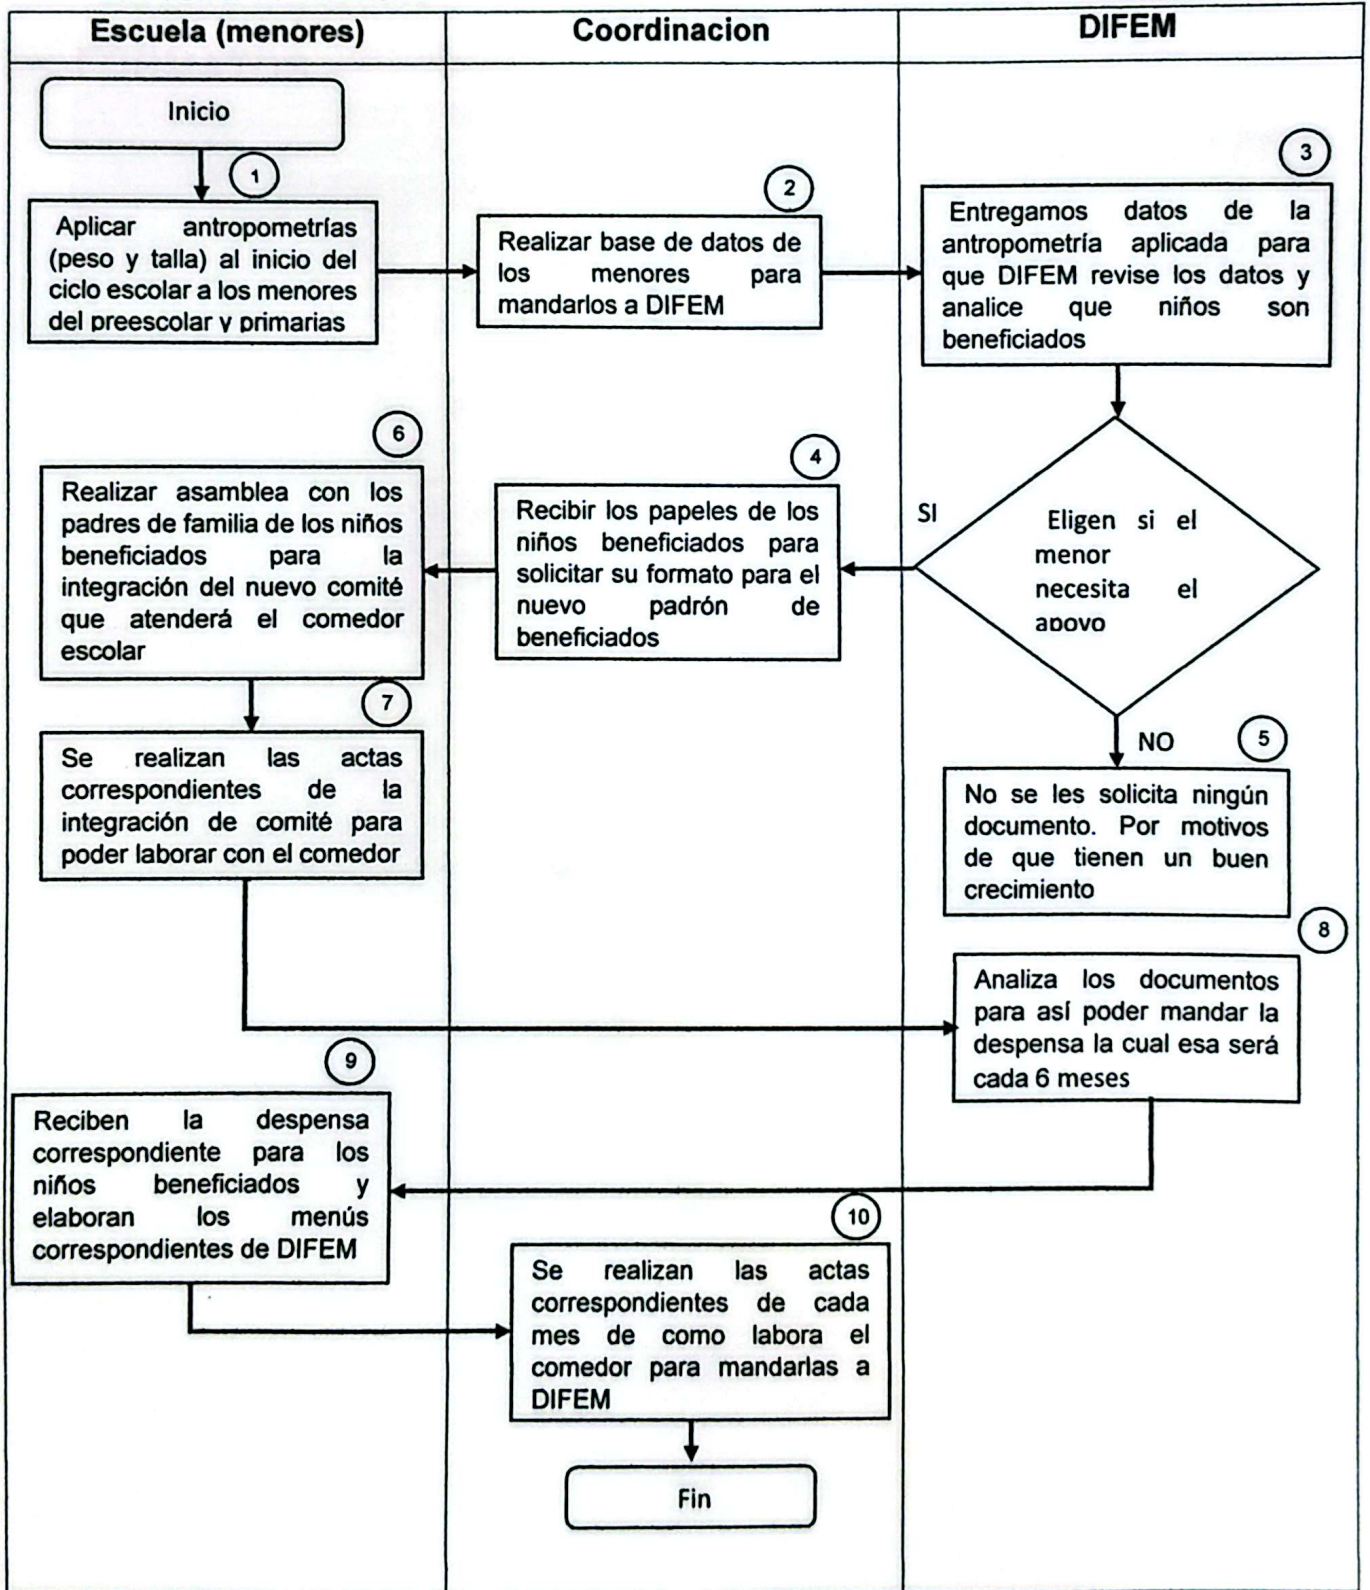 Escuela (menores)
Coordinacion
DIFEM
Inicio
1
Aplicar antropometrías
(peso y talla) al inicio del
ciclo escolar a los menores
del preescolar y primarias
2
Realizar base de datos de
los menores para
mandarlos a DIFEM
3
Entregamos datos de la
antropometría aplicada para
que DIFEM revise los datos y
analice que niños son
beneficiados
Eligen si el
menor
necesita el
apoyo
SI
NO
4
Recibir los papeles de los
niños beneficiados para
solicitar su formato para el
nuevo padrón de
beneficiados
5
No se les solicita ningún
documento. Por motivos
de que tienen un buen
crecimiento
6
Realizar asamblea con los
padres de familia de los niños
beneficiados para la
integración del nuevo comité
que atenderá el comedor
escolar
7
Se realizan las actas
correspondientes de la
integración de comité para
poder laborar con el comedor
8
Analiza los documentos
para así poder mandar la
despensa la cual esa será
cada 6 meses
9
Reciben la despensa
correspondiente para los
niños beneficiados y
elaboran los menús
correspondientes de DIFEM
10
Se realizan las actas
correspondientes de cada
mes de como labora el
comedor para mandarlas a
DIFEM
Fin